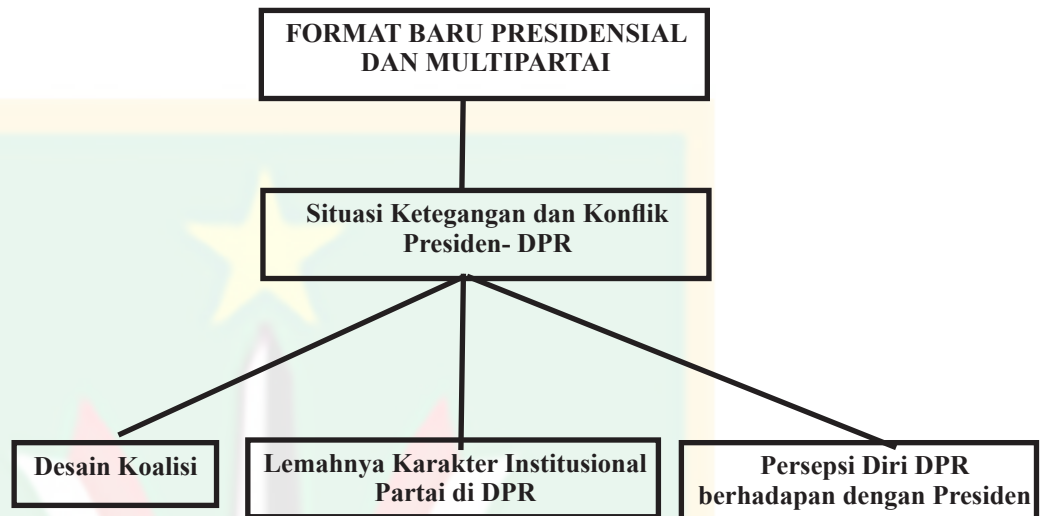 FORMAT BARU PRESIDENSIAL
DAN MULTIPARTAI
Situasi Ketegangan dan Konflik
Presiden- DPR
Desain Koalisi
Lemahnya Karakter Institusional
Partai di DPR
Persepsi Diri DPR
berhadapan dengan Presiden